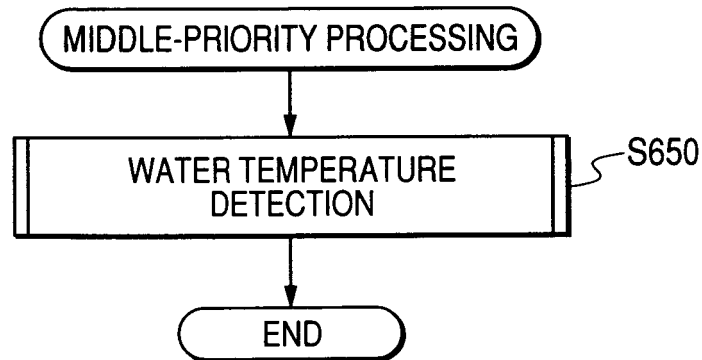 MIDDLE-PRIORITY PROCESSING
WATER TEMPERATURE
DETECTION
S650
END